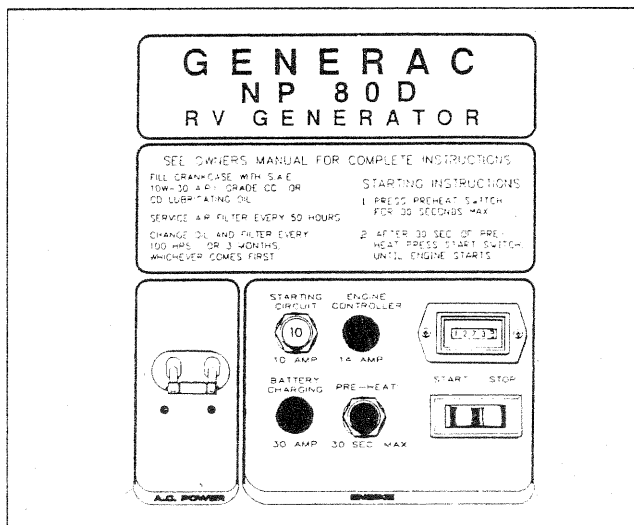 GENERAC
NP 80D
RV GENERATOR
SEE OWNERS MANUAL FOR COMPLETE INSTRUCTIONS
FILL CRANKCASE WITH S.A.E.
10W-30 A.P.I. GRADE CC OR
CD LUBRICATING OIL
SERVICE AIR FILTER EVERY 50 HOURS
CHANGE OIL AND FILTER EVERY
100 HRS. OR 3 MONTHS,
WHICHEVER COMES FIRST
STARTING INSTRUCTIONS
1. PRESS PREHEAT SWITCH
FOR 30 SECONDS MAX
2. AFTER 30 SEC OF PRE-
HEAT PRESS START SWITCH
UNTIL ENGINE STARTS
STARTING
CIRCUIT
10
10 AMP
ENGINE
CONTROLLER
14 AMP
BATTERY
CHARGING
30 AMP
PRE-HEAT
30 SEC. MAX
START STOP
A.C. POWER
ENGINE